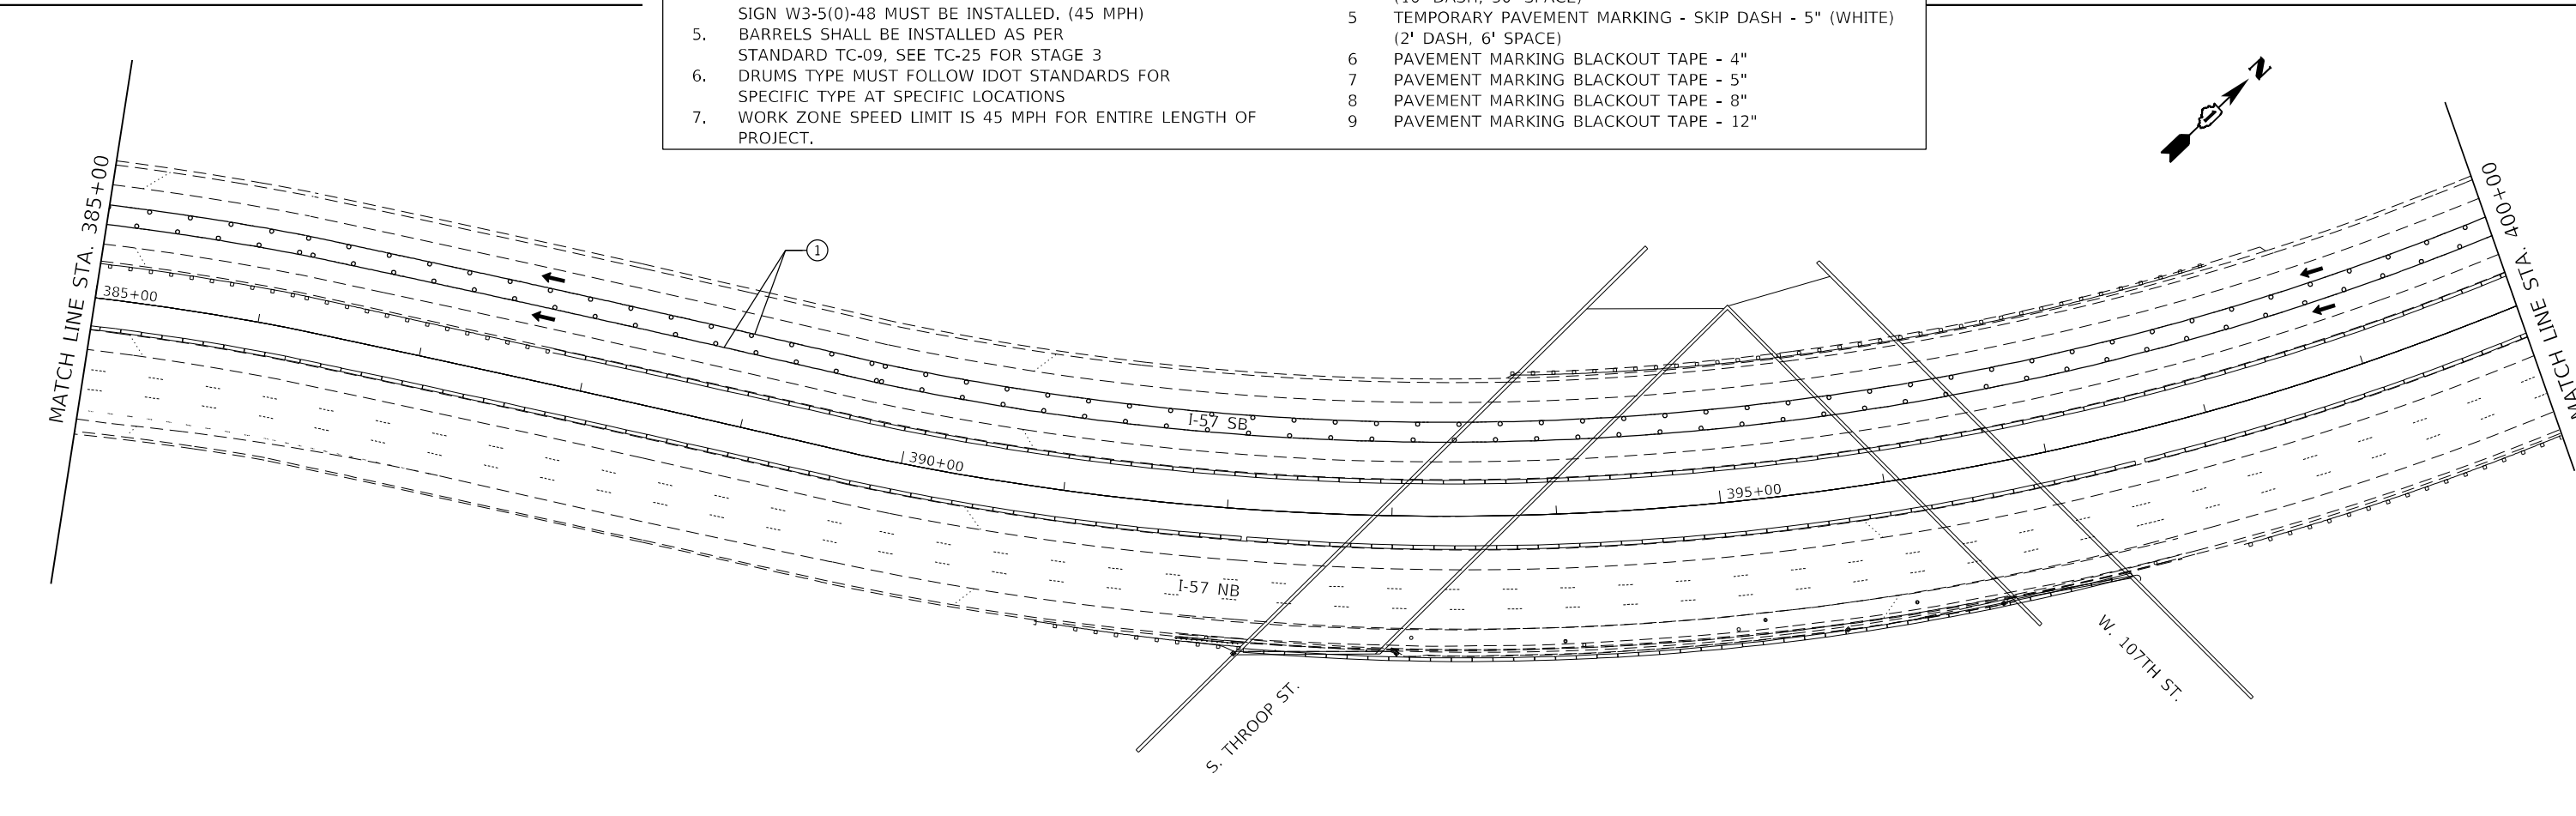 SIGN W3-5(0)-48 MUST BE INSTALLED. (45 MPH)
5. BARRELS SHALL BE INSTALLED AS PER
STANDARD TC-09, SEE TC-25 FOR STAGE 3
6. DRUMS TYPE MUST FOLLOW IDOT STANDARDS FOR
SPECIFIC TYPE AT SPECIFIC LOCATIONS
7. WORK ZONE SPEED LIMIT IS 45 MPH FOR ENTIRE LENGTH OF
PROJECT.
5 TEMPORARY PAVEMENT MARKING - SKIP DASH - 5" (WHITE)
(2' DASH, 6' SPACE)
6 PAVEMENT MARKING BLACKOUT TAPE - 4"
7 PAVEMENT MARKING BLACKOUT TAPE - 5"
8 PAVEMENT MARKING BLACKOUT TAPE - 8"
9 PAVEMENT MARKING BLACKOUT TAPE - 12"
N
MATCH LINE STA. 385+00
385+00
1
I-57 SB
390+00
395+00
I-57 NB
S. THROOP ST.
W. 107TH ST.
MATCH LINE STA. 400+00